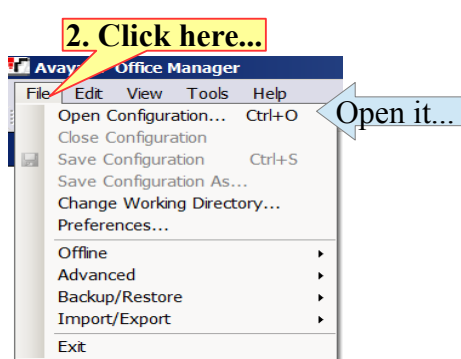 2. Click here...
Avaya Office Manager
File Edit View Tools Help
Open Configuration... Ctrl+O
Open it...
Close Configuration
Save Configuration Ctrl+S
Save Configuration As...
Change Working Directory...
Preferences...
Offline
Advanced
Backup/Restore
Import/Export
Exit